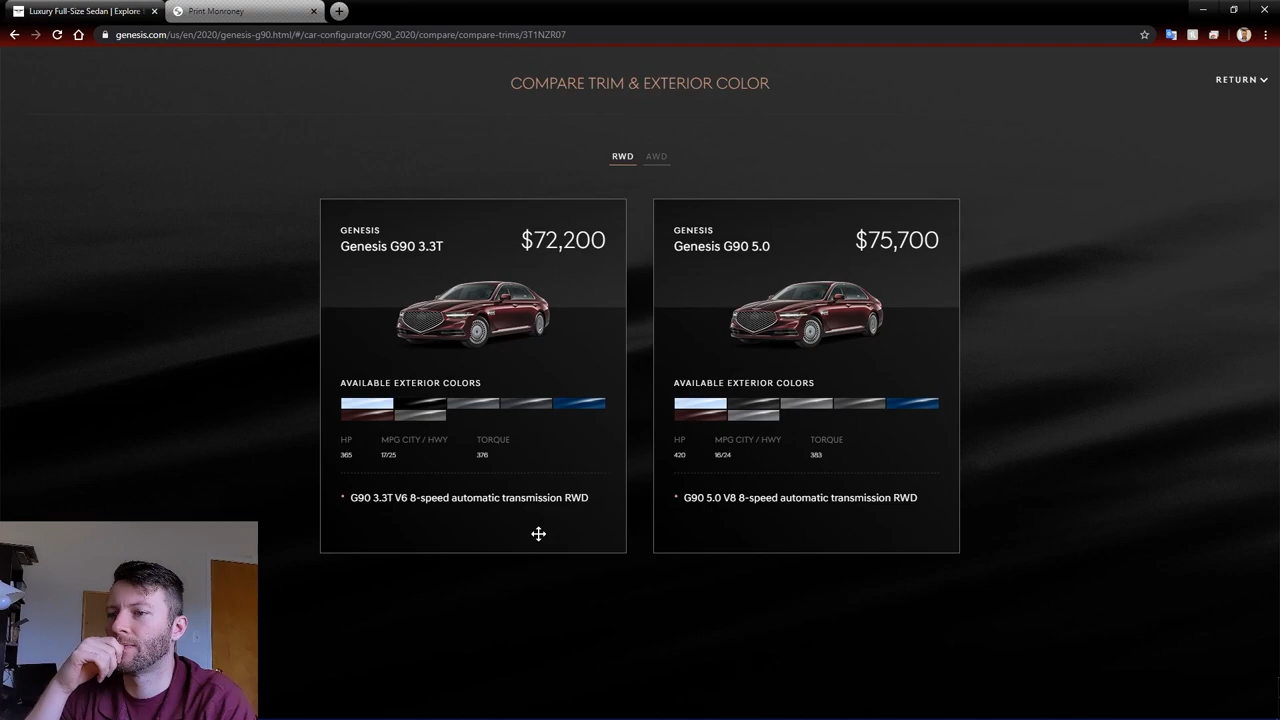 Luxury Full-Size Sedan | Explore
Print Monroney
genesis.com/us/en/2020/genesis-g90.html/#/car-configurator/G90_2020/compare/compare-trims/3T1NZR07
COMPARE TRIM & EXTERIOR COLOR
RETURN
RWD AWD
GENESIS
Genesis G90 3.3T
$72,200
AVAILABLE EXTERIOR COLORS
HP MPG CITY / HWY TORQUE
365 17/25 376
* G90 3.3T V6 8-speed automatic transmission RWD
GENESIS
Genesis G90 5.0
$75,700
AVAILABLE EXTERIOR COLORS
HP MPG CITY / HWY TORQUE
420 16/24 383
* G90 5.0 V8 8-speed automatic transmission RWD